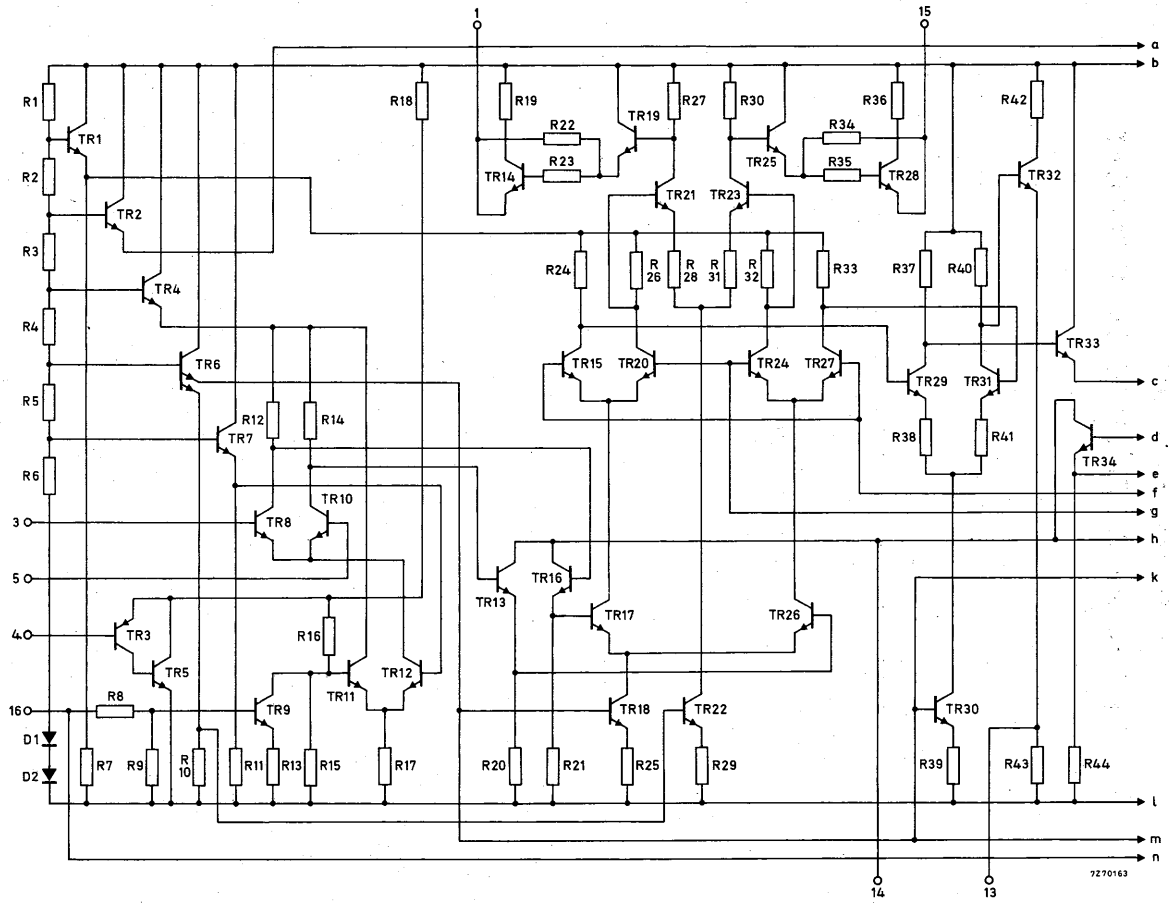 1
15
a
b
R1
R18
R19
R27
R30
R36
R42
TR19
R22
R34
TR1
R23
TR14
TR25
R35
TR28
R2
TR21
TR23
TR32
TR2
R3
R24
R
26
R
28
R
31
R
32
R33
R37
R40
TR4
R4
TR6
TR15
TR20
TR24
TR27
TR33
TR29
TR31
c
R5
R12
R14
TR7
R38
R41
d
TR34
R6
e
TR10
f
g
3
TR8
h
5
TR16
k
TR13
TR17
TR26
4
TR3
R16
TR5
TR11
TR12
R8
16
TR9
TR18
TR22
TR30
D1
D2
R7
R9
R
10
R11
R13
R15
R17
R20
R21
R25
R29
R39
R43
R44
l
m
n
7Z70163
14
13